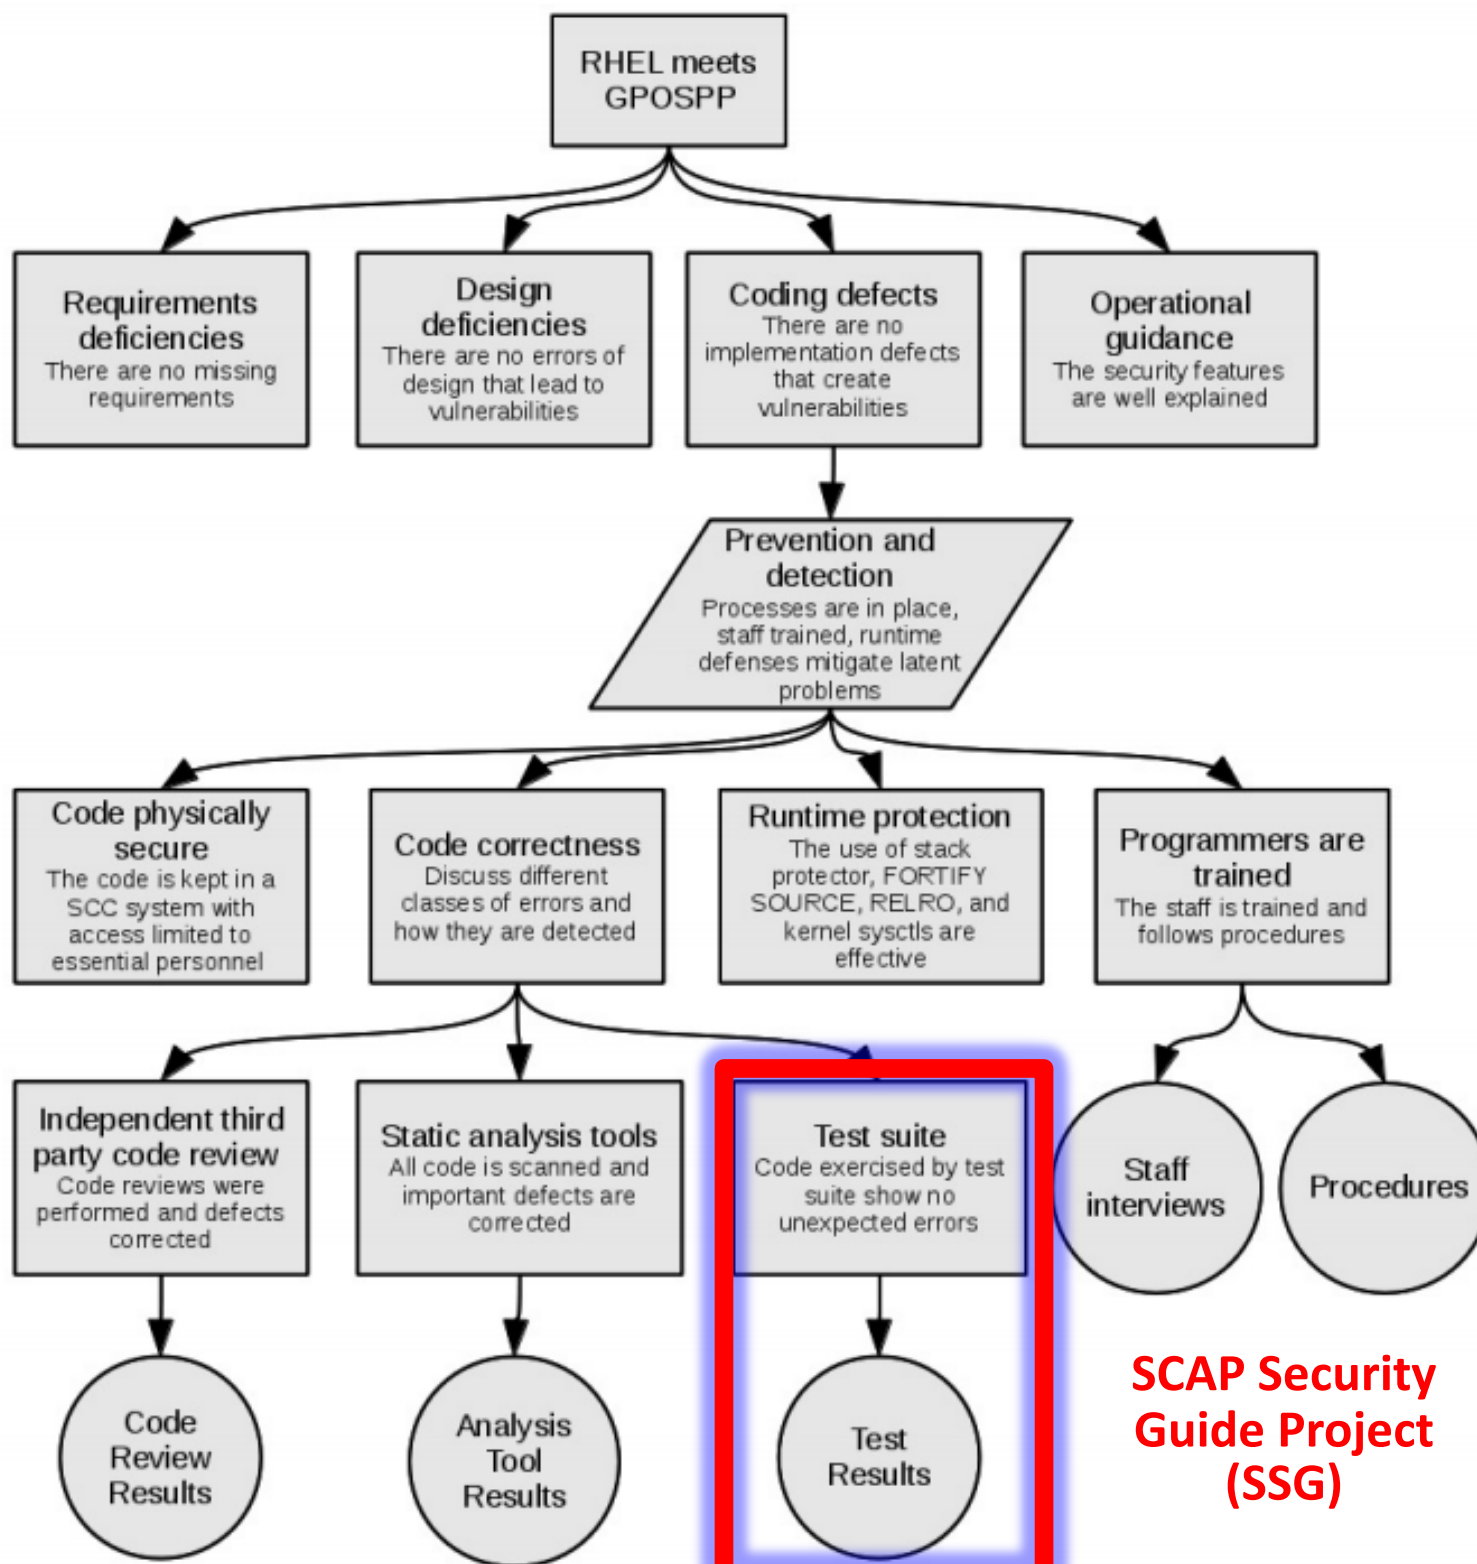 RHEL meets
GPOSPP
Requirements
deficiencies
There are no missing
requirements
Design
deficiencies
There are no errors of
design that lead to
vulnerabilities
Coding defects
There are no
implementation defects
that create
vulnerabilities
Operational
guidance
The security features
are well explained
Prevention and
detection
Processes are in place,
staff trained, runtime
defenses mitigate latent
problems
Code physically
secure
The code is kept in a
SCC system with
access limited to
essential personnel
Code correctness
Discuss different
classes of errors and
how they are detected
Runtime protection
The use of stack
protector, FORTIFY
SOURCE, RELRO, and
kernel sysctls are
effective
Programmers are
trained
The staff is trained and
follows procedures
Independent third
party code review
Code reviews were
performed and defects
corrected
Static analysis tools
All code is scanned and
important defects are
corrected
Test suite
Code exercised by test
suite show no
unexpected errors
Staff
interviews
Procedures
Code
Review
Results
Analysis
Tool
Results
Test
Results
SCAP Security
Guide Project
(SSG)